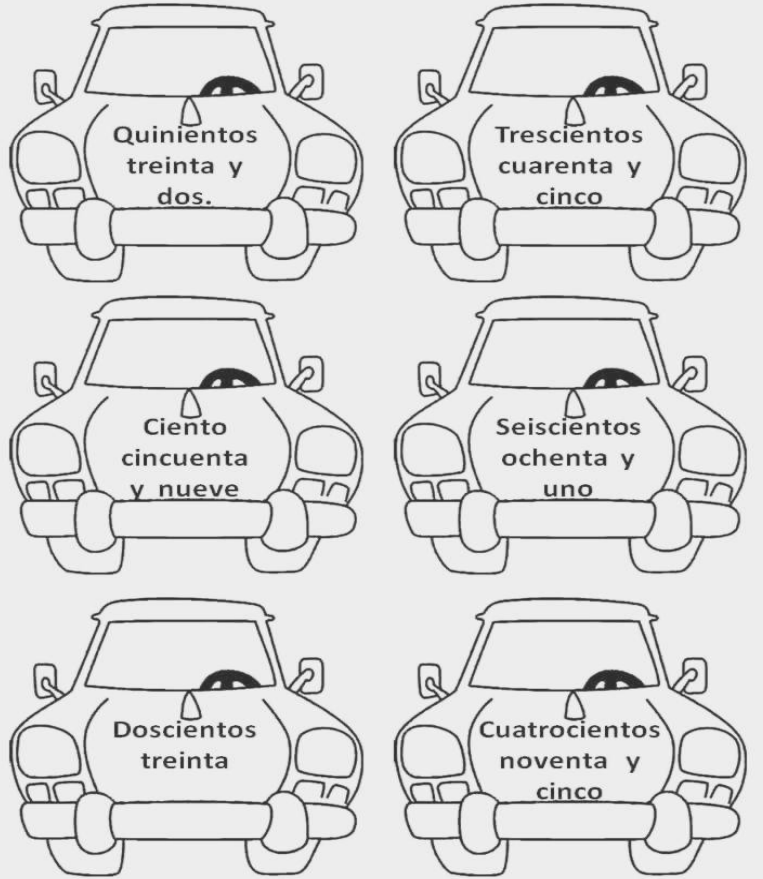 Quinientos
treinta y
dos.
Trescientos
cuarenta y
cinco
Ciento
cincuenta
y nueve
Seiscientos
ochenta y
uno
Doscientos
treinta
Cuatrocientos
noventa y
cinco